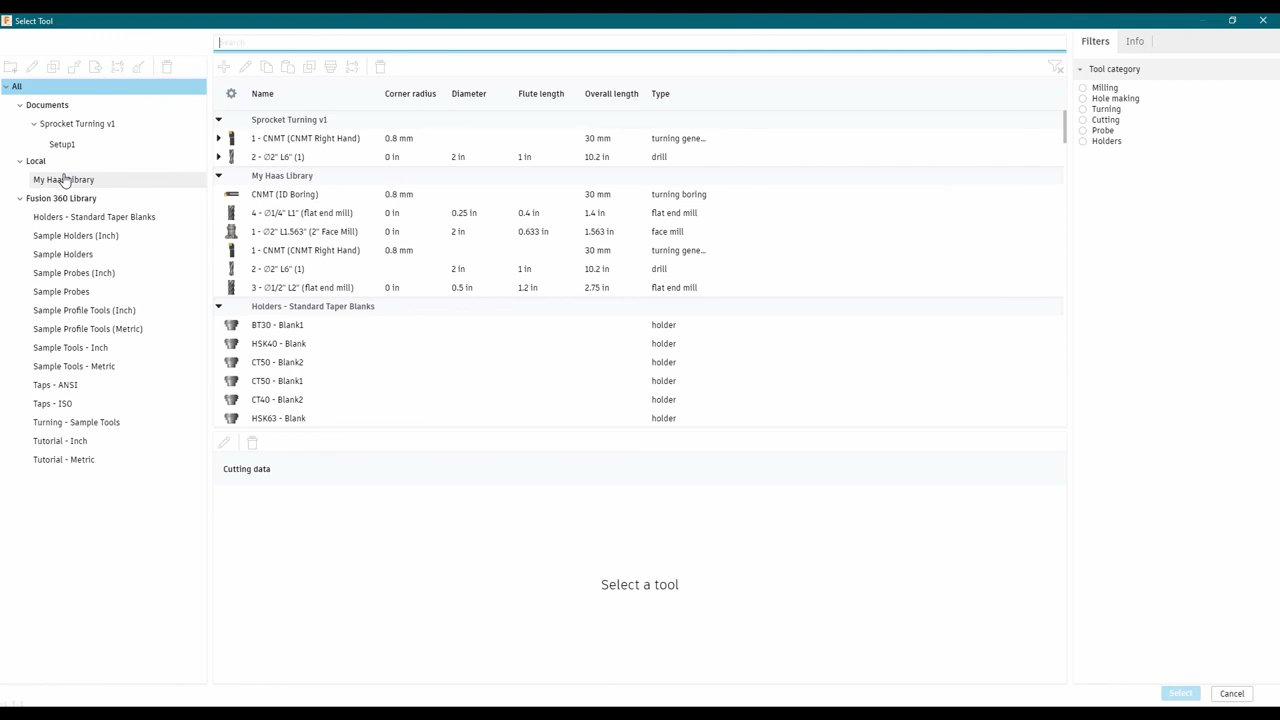 Select Tool
Search
Filters
Info
All
Documents
Sprocket Turning v1
Setup1
Local
My Haas Library
Fusion 360 Library
Holders - Standard Taper Blanks
Sample Holders (Inch)
Sample Holders
Sample Probes (Inch)
Sample Probes
Sample Profile Tools (Inch)
Sample Profile Tools (Metric)
Sample Tools - Inch
Sample Tools - Metric
Taps - ANSI
Taps - ISO
Turning - Sample Tools
Tutorial - Inch
Tutorial - Metric
Name Corner radius Diameter Flute length Overall length Type
Sprocket Turning v1
1 - CNMT (CNMT Right Hand) 0.8 mm 30 mm turning gene...
2 - ∅2" L6" (1) 0 in 2 in 1 in 10.2 in drill
My Haas Library
CNMT (ID Boring) 0.8 mm 30 mm turning boring
4 - ∅1/4" L1" (flat end mill) 0 in 0.25 in 0.4 in 1.4 in flat end mill
1 - ∅2" L1.563" (2" Face Mill) 0 in 2 in 0.633 in 1.563 in face mill
1 - CNMT (CNMT Right Hand) 0.8 mm 30 mm turning gene...
2 - ∅2" L6" (1) 2 in 1 in 10.2 in drill
3 - ∅1/2" L2" (flat end mill) 0 in 0.5 in 1.2 in 2.75 in flat end mill
Holders - Standard Taper Blanks
BT30 - Blank1 holder
HSK40 - Blank holder
CT50 - Blank2 holder
CT50 - Blank1 holder
CT40 - Blank2 holder
HSK63 - Blank holder
Cutting data
Select a tool
Tool category
Milling
Hole making
Turning
Cutting
Probe
Holders
Select
Cancel